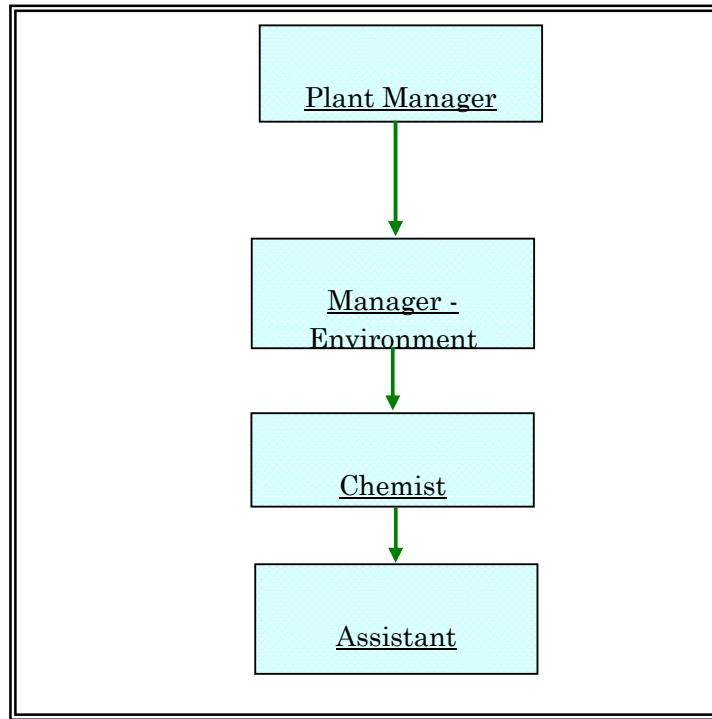 Plant Manager
Manager -
Environment
Chemist
Assistant